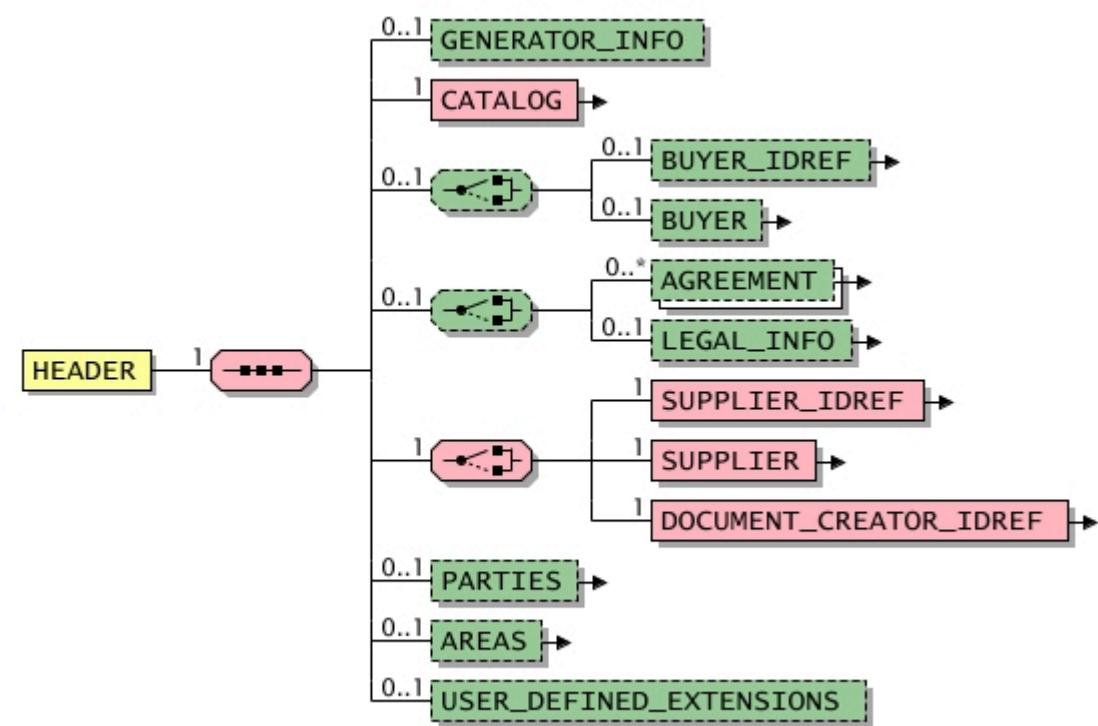 0..1 GENERATOR_INFO
1 CATALOG
0..1
0..1 BUYER_IDREF
0..1 BUYER
0..1
0..* AGREEMENT
0..1 LEGAL_INFO
HEADER 1
1
1 SUPPLIER_IDREF
1 SUPPLIER
1 DOCUMENT_CREATOR_IDREF
0..1 PARTIES
0..1 AREAS
0..1 USER_DEFINED_EXTENSIONS